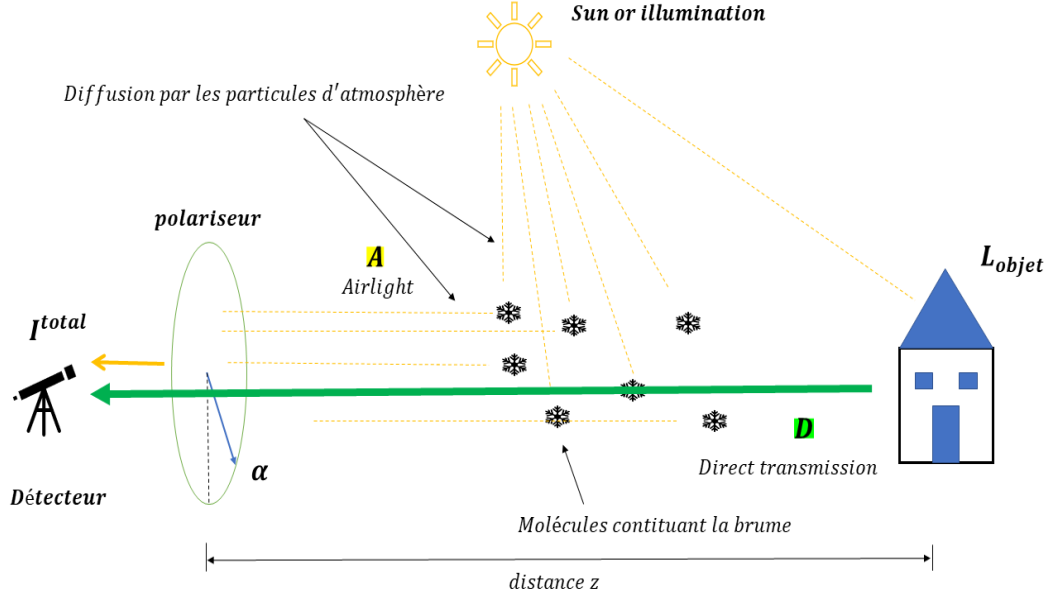 Sun or illumination
Diffusion par les particules d'atmosphère
polariseur
A
Airlight
L_objet
I^total
D
α
Direct transmission
Détecteur
Molécules contituant la brume
distance z